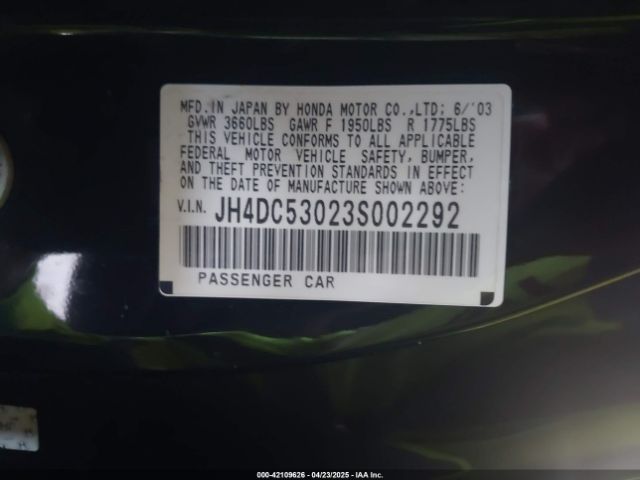 MFD. IN JAPAN BY HONDA MOTOR CO.,LTD; 6/'03
GVWR 3660LBS GAWR F 1950LBS R 1775LBS
THIS VEHICLE CONFORMS TO ALL APPLICABLE
FEDERAL MOTOR VEHICLE SAFETY, BUMPER,
AND THEFT PREVENTION STANDARDS IN EFFECT
ON THE DATE OF MANUFACTURE SHOWN ABOVE:
V.I.N. JH4DC53023S002292
PASSENGER CAR
000-42109626 - 04/23/2025 - IAA Inc.